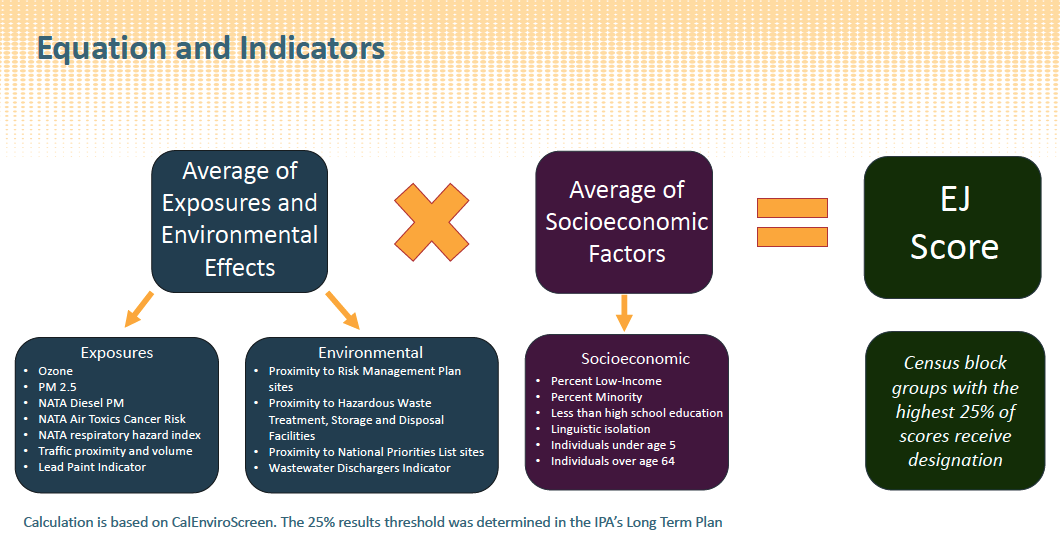 Equation and Indicators
Average of
Exposures and
Environmental
Effects
Average of
Socioeconomic
Factors
EJ
Score
Exposures
• Ozone
• PM 2.5
• NATA Diesel PM
• NATA Air Toxics Cancer Risk
• NATA respiratory hazard index
• Traffic proximity and volume
• Lead Paint Indicator
Environmental
• Proximity to Risk Management Plan
sites
• Proximity to Hazardous Waste
Treatment, Storage and Disposal
Facilities
• Proximity to National Priorities List sites
• Wastewater Dischargers Indicator
Socioeconomic
• Percent Low-Income
• Percent Minority
• Less than high school education
• Linguistic isolation
• Individuals under age 5
• Individuals over age 64
Census block
groups with the
highest 25% of
scores receive
designation
Calculation is based on CalEnviroScreen. The 25% results threshold was determined in the IPA's Long Term Plan